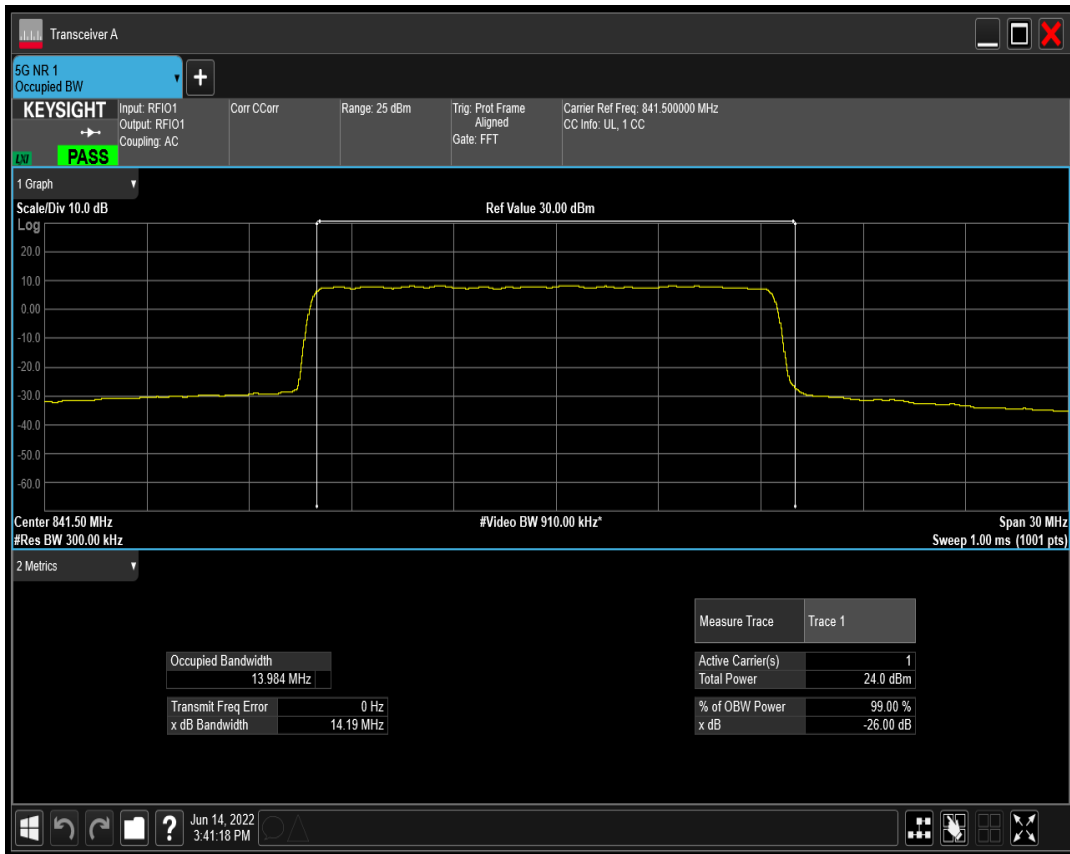 Transceiver A
5G NR 1
Occupied BW
+
KEYSIGHT
LXI
PASS
Input: RFIO1
Output: RFIO1
Coupling: AC
Corr CCorr
Range: 25 dBm
Trig: Prot Frame
Aligned
Gate: FFT
Carrier Ref Freq: 841.500000 MHz
CC Info: UL, 1 CC
1 Graph
Scale/Div 10.0 dB
Ref Value 30.00 dBm
Log
20.0
10.0
0.00
-10.0
-20.0
-30.0
-40.0
-50.0
-60.0
Center 841.50 MHz
#Video BW 910.00 kHz*
Span 30 MHz
#Res BW 300.00 kHz
Sweep 1.00 ms (1001 pts)
2 Metrics
Measure Trace Trace 1
Occupied Bandwidth
13.984 MHz
Active Carrier(s) 1
Total Power 24.0 dBm
Transmit Freq Error 0 Hz
x dB Bandwidth 14.19 MHz
% of OBW Power 99.00 %
x dB -26.00 dB
?
Jun 14, 2022
3:41:18 PM